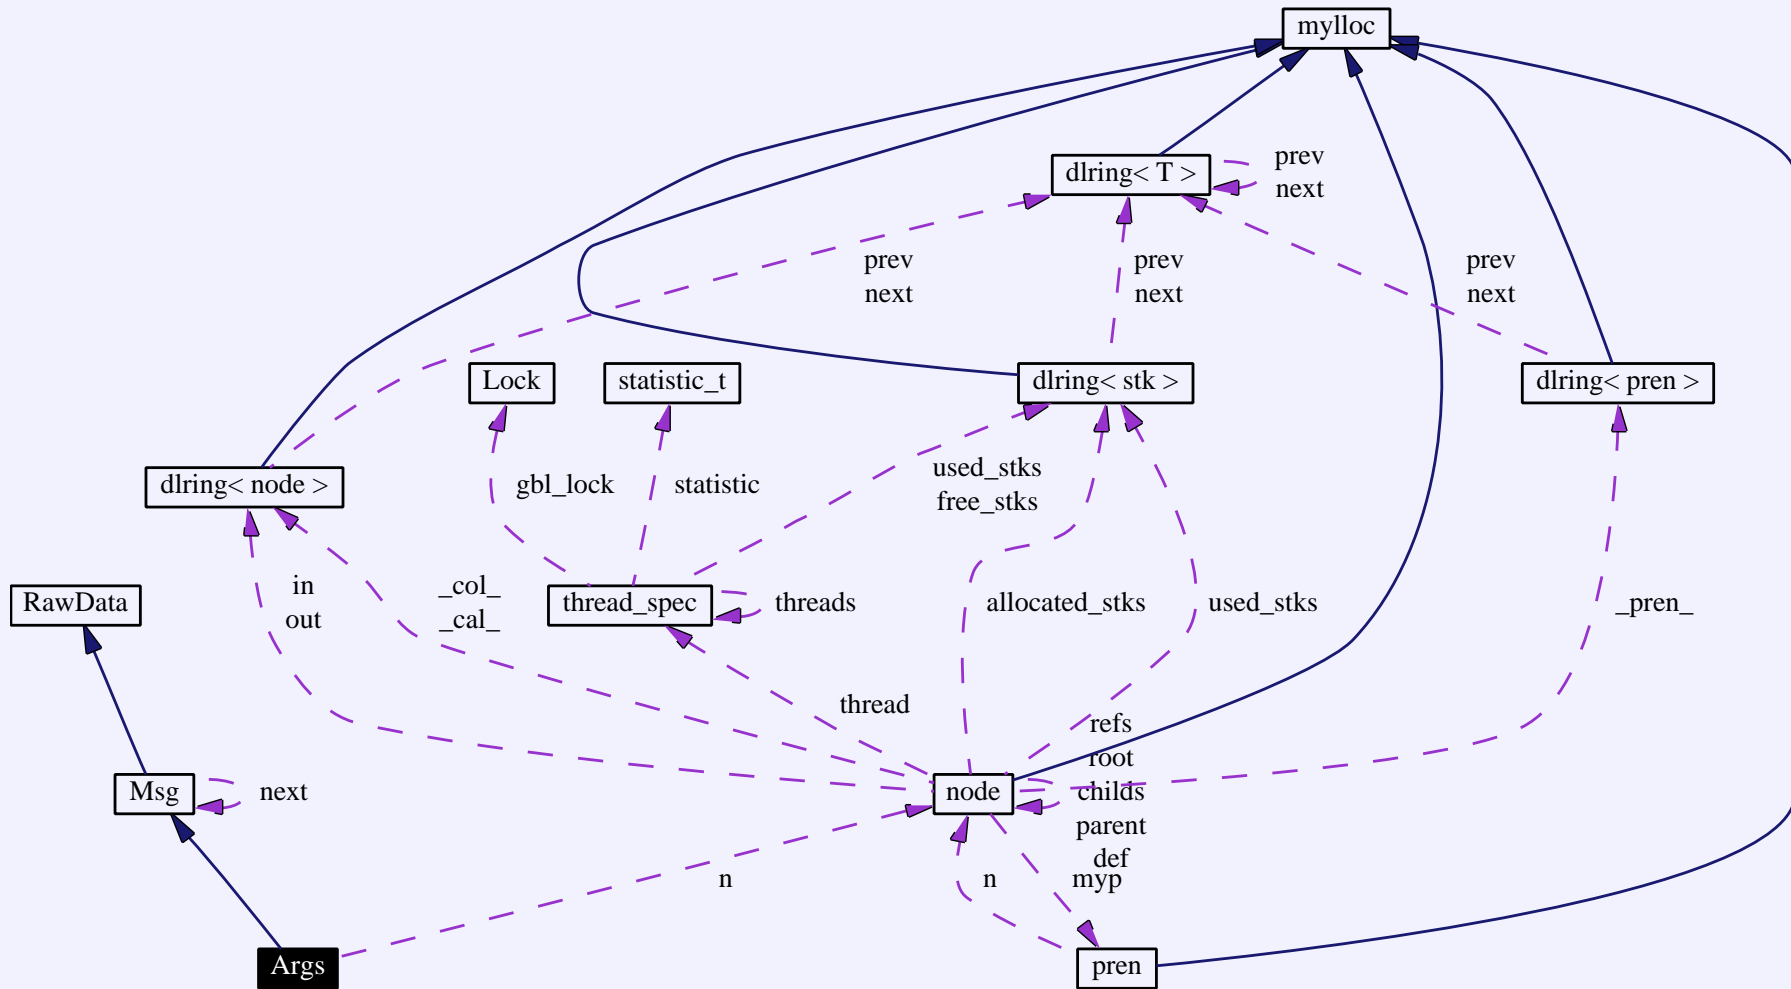 mylloc
dlring< T >
prev
next
prev
next
prev
next
prev
next
Lock
statistic_t
dlring< stk >
dlring< pren >
dlring< node >
gbl_lock
statistic
used_stks
free_stks
RawData
in
out
_col_
_cal_
thread_spec
threads
allocated_stks
used_stks
_pren_
thread
Msg
next
node
refs
root
childs
parent
def
n
n
myp
Args
pren